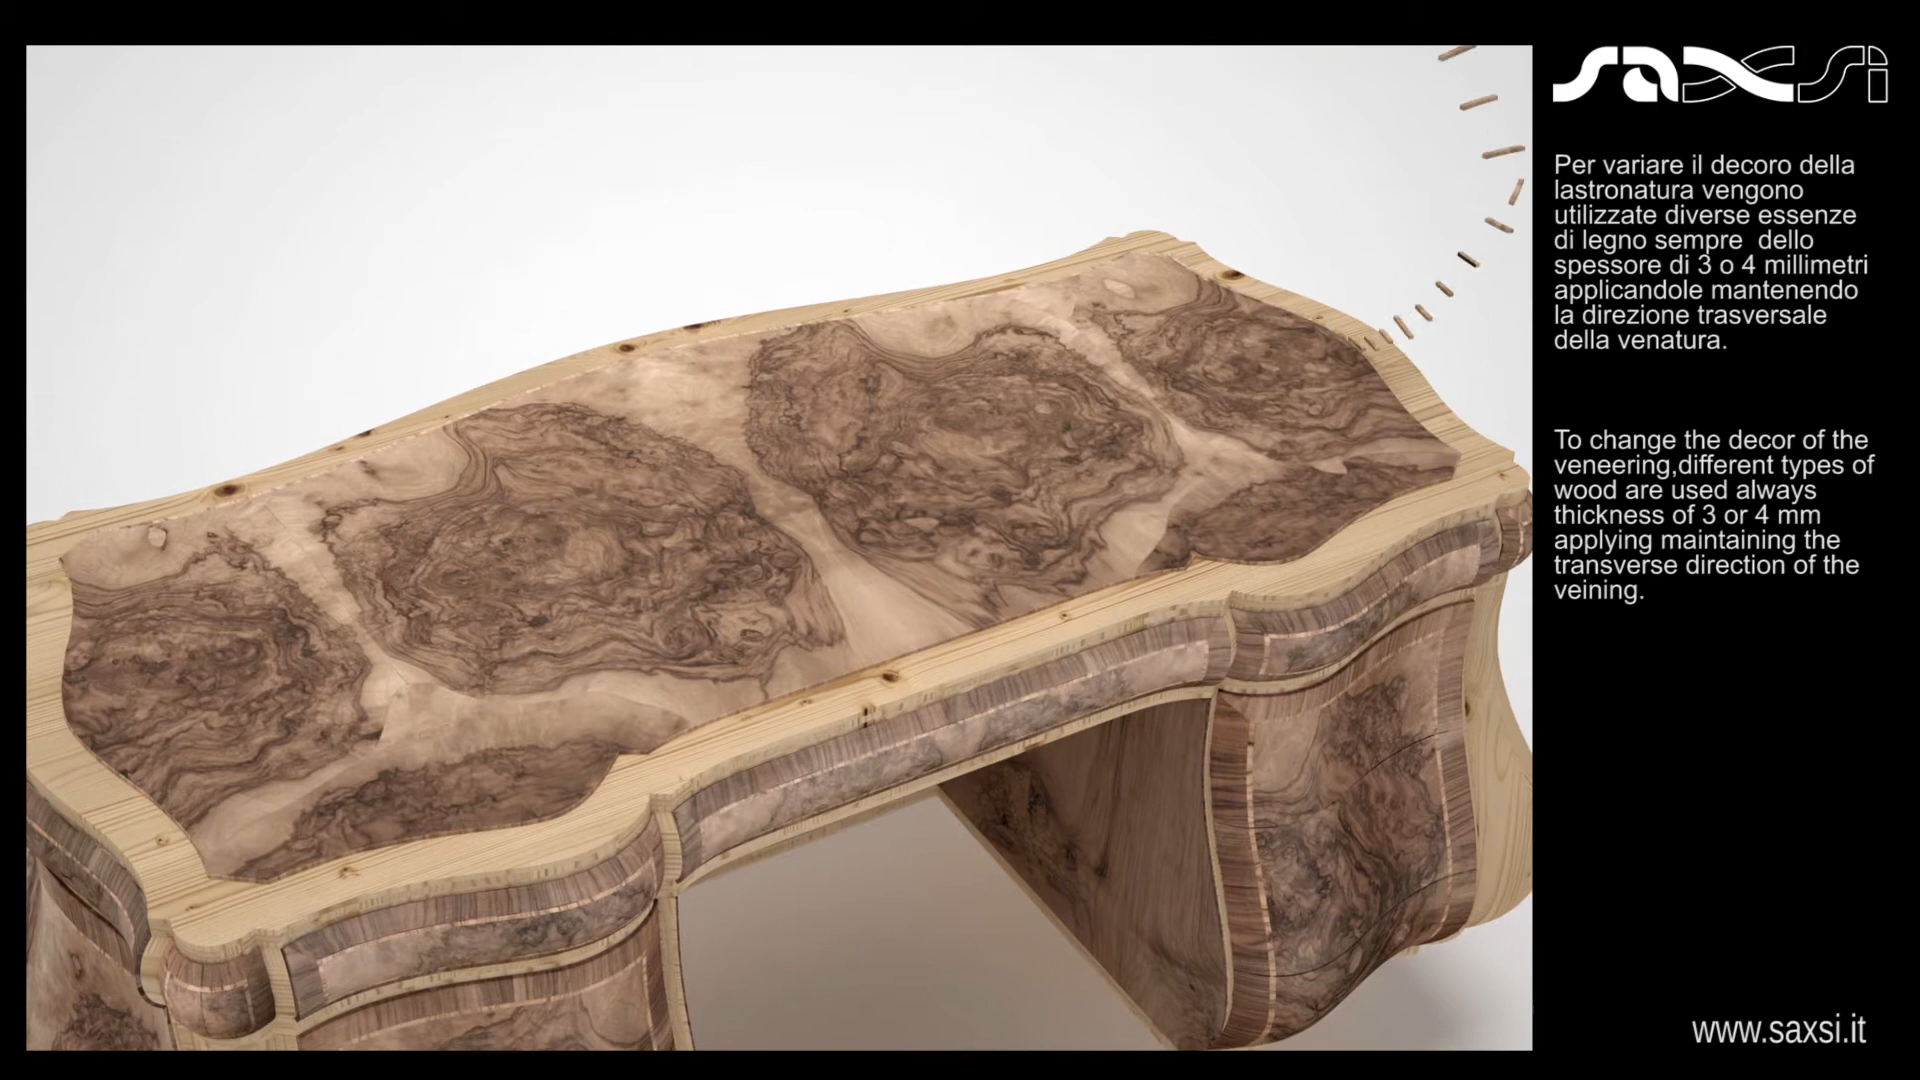 saxsi
Per variare il decoro della
lastronatura vengono
utilizzate diverse essenze
di legno sempre  dello
spessore di 3 o 4 millimetri
applicandole mantenendo
la direzione trasversale
della venatura.
To change the decor of the
veneering,different types of
wood are used always
thickness of 3 or 4 mm
applying maintaining the
transverse direction of the
veining.
www.saxsi.it